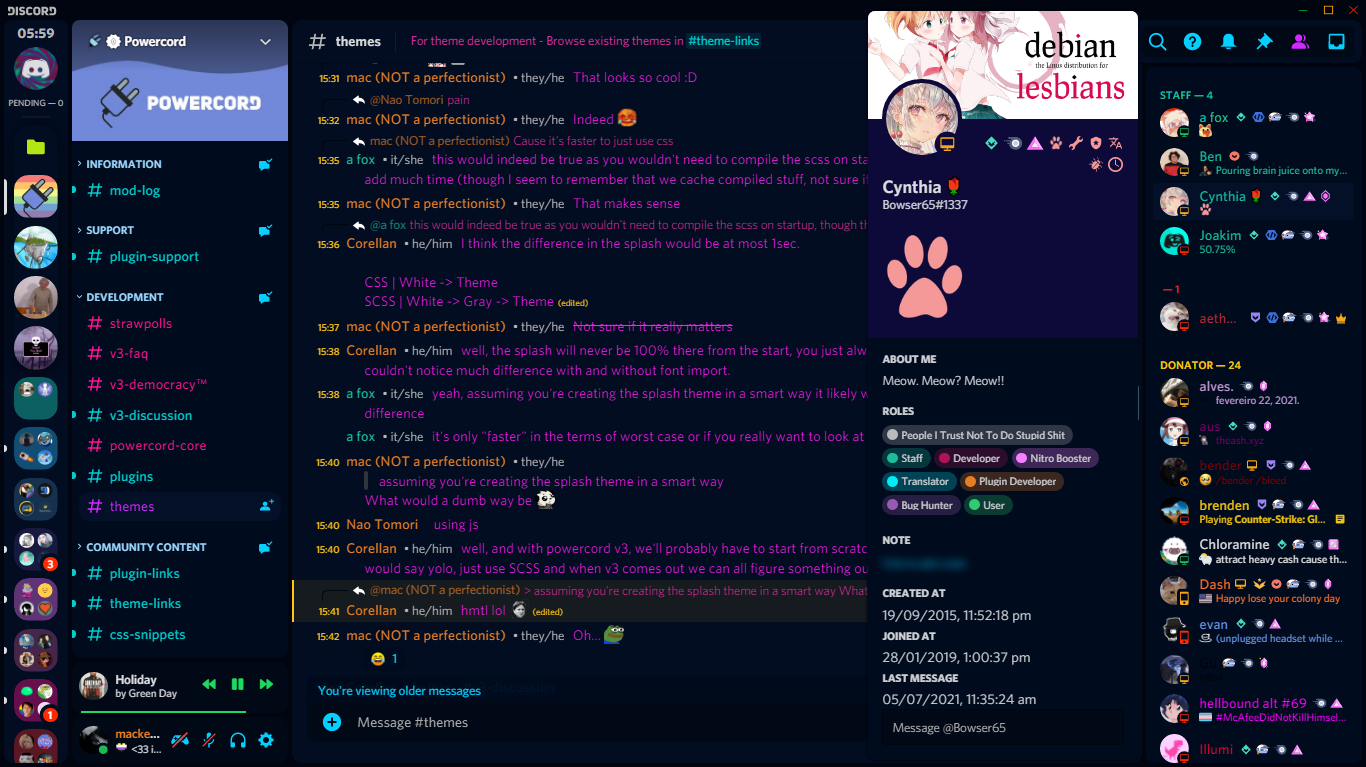 DISCORD
05:59
PENDING — 0
3
1
Powercord
POWERCORD
INFORMATION
mod-log
SUPPORT
plugin-support
DEVELOPMENT
strawpolls
v3-faq
v3-democracy™
v3-discussion
powercord-core
plugins
themes
COMMUNITY CONTENT
plugin-links
theme-links
css-snippets
Holiday
by Green Day
macke...
<33 i...
# themes
For theme development - Browse existing themes in #theme-links
15:31 mac (NOT a perfectionist) • they/he That looks so cool :D
@Nao Tomori pain
15:32 mac (NOT a perfectionist) • they/he Indeed
mac (NOT a perfectionist) Cause it's faster to just use css
15:35 a fox • it/she this would indeed be true as you wouldn't need to compile the scss on sta
add much time (though I seem to remember that we cache compiled stuff, not sure i
15:35 mac (NOT a perfectionist) • they/he That makes sense
@a fox this would indeed be true as you wouldn't need to compile the scss on startup, though th
15:36 Corellan • he/him I think the difference in the splash would be at most 1sec.
CSS | White -> Theme
SCSS | White -> Gray -> Theme (edited)
15:37 mac (NOT a perfectionist) • they/he Not sure if it really matters
15:38 Corellan • he/him well, the splash will never be 100% there from the start, you just alw
couldn't notice much difference with and without font import.
15:38 a fox • it/she yeah, assuming you're creating the splash theme in a smart way it likely w
difference
a fox • it/she it's only "faster" in the terms of worst case or if you really want to look at
15:40 mac (NOT a perfectionist) • they/he
assuming you're creating the splash theme in a smart way
What would a dumb way be
15:40 Nao Tomori using js
15:40 Corellan • he/him well, and with powercord v3, we'll probably have to start from scratc
would say yolo, just use SCSS and when v3 comes out we can all figure something ou
@mac (NOT a perfectionist) > assuming you're creating the splash theme in a smart way What
15:41 Corellan • he/him hmtl lol (edited)
15:42 mac (NOT a perfectionist) • they/he Oh...
1
You're viewing older messages
Message #themes
debian
the Linus distribution for
lesbians
Cynthia
Bowser65#1337
ABOUT ME
Meow. Meow? Meow!!
ROLES
People I Trust Not To Do Stupid Shit
Staff Developer Nitro Booster
Translator Plugin Developer
Bug Hunter User
NOTE
CREATED AT
19/09/2015, 11:52:18 pm
JOINED AT
28/01/2019, 1:00:37 pm
LAST MESSAGE
05/07/2021, 11:35:24 am
Message @Bowser65
STAFF — 4
a fox
Ben
Pouring brain juice onto my...
Cynthia
Joakim
50.75%
— 1
aeth...
DONATOR — 24
alves.
fevereiro 22, 2021.
aus
theash.xyz
bender
/bender /bleed
brenden
Playing Counter-Strike: Gl...
Chloramine
attract heavy cash cause th...
Dash
Happy lose your colony day
evan
(unplugged headset while ...
Gu
hellbound alt #69
#McAfeeDidNotKillHimsel...
Illumi